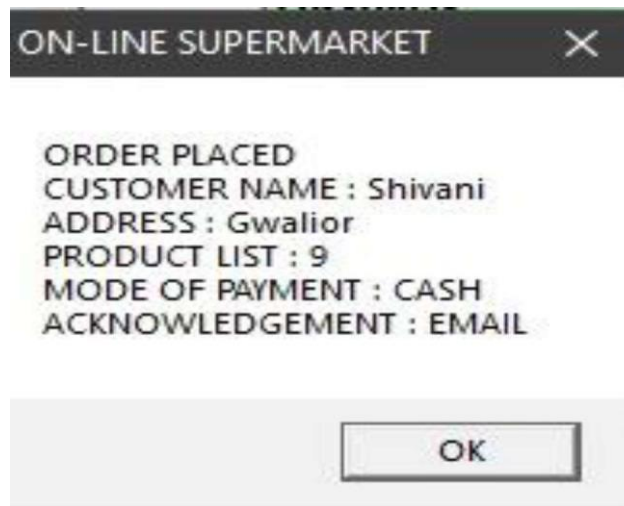 ON-LINE SUPERMARKET
ORDER PLACED
CUSTOMER NAME : Shivani
ADDRESS : Gwalior
PRODUCT LIST : 9
MODE OF PAYMENT : CASH
ACKNOWLEDGEMENT : EMAIL
OK